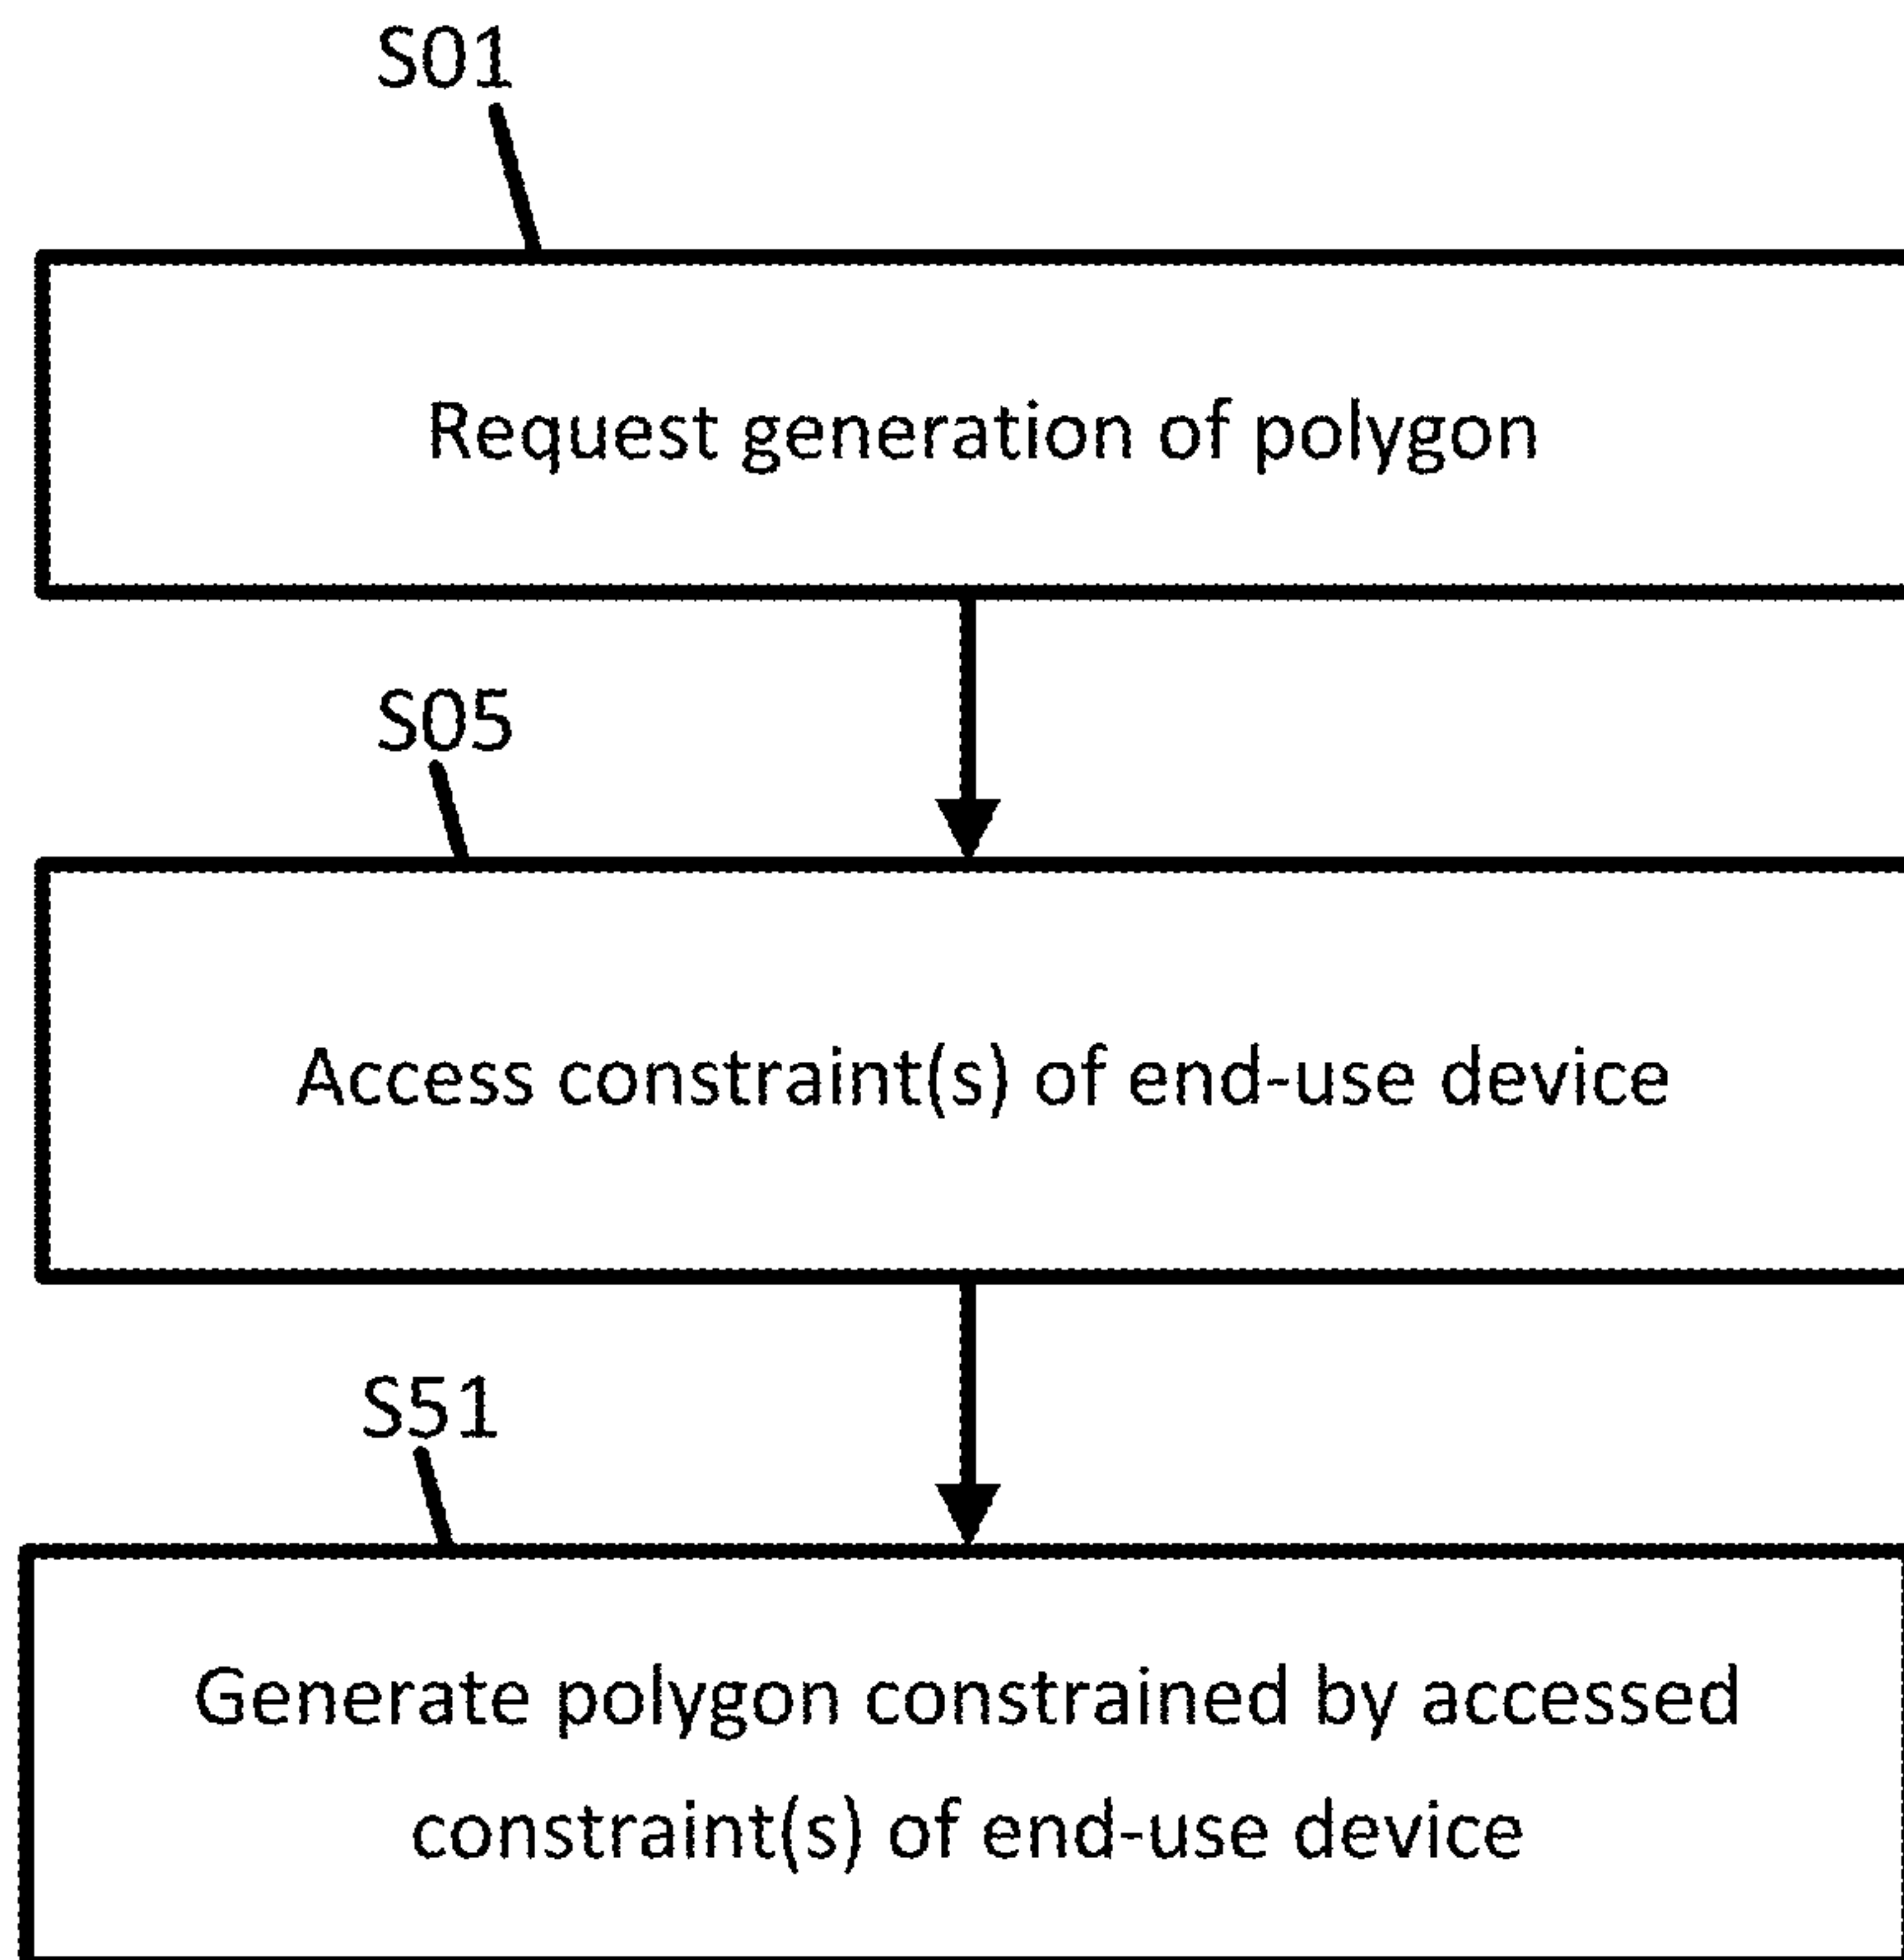 S01
Request generation of polygon
S05
Access constraint(s) of end-use device
S51
Generate polygon constrained by accessed
constraint(s) of end-use device